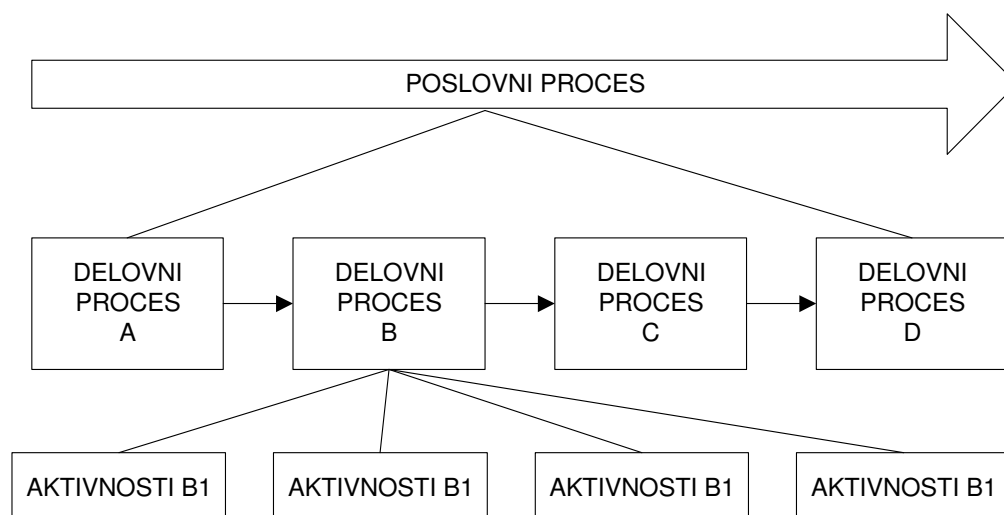 POSLOVNI PROCES
DELOVNI
PROCES
A
DELOVNI
PROCES
B
DELOVNI
PROCES
C
DELOVNI
PROCES
D
AKTIVNOSTI B1
AKTIVNOSTI B1
AKTIVNOSTI B1
AKTIVNOSTI B1